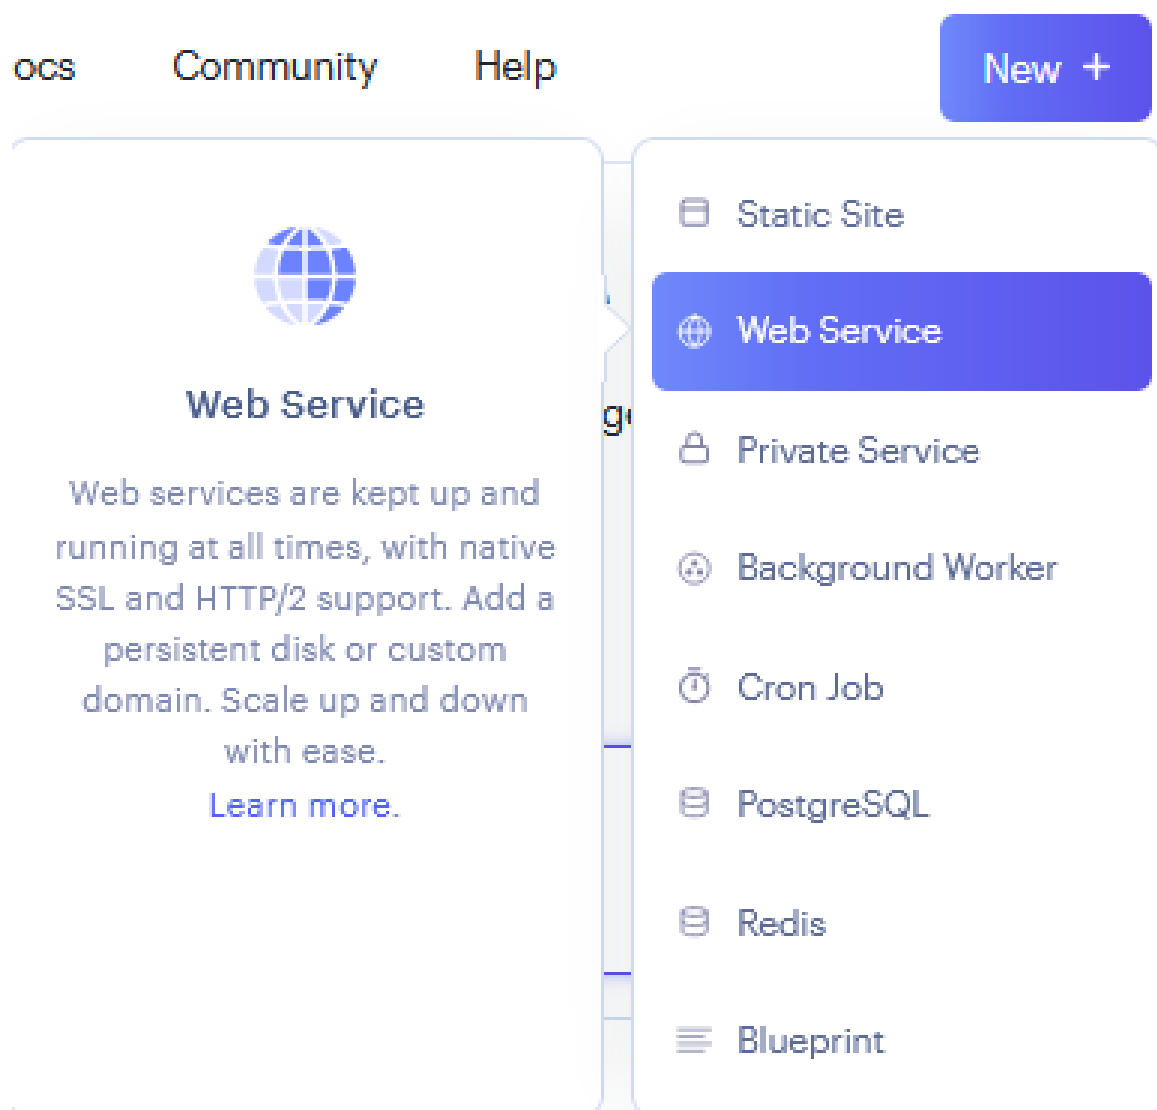 ocs Community Help New +
Web Service
Web services are kept up and
running at all times, with native
SSL and HTTP/2 support. Add a
persistent disk or custom
domain. Scale up and down
with ease.
Learn more.
Static Site
Web Service
Private Service
Background Worker
Cron Job
PostgreSQL
Redis
Blueprint